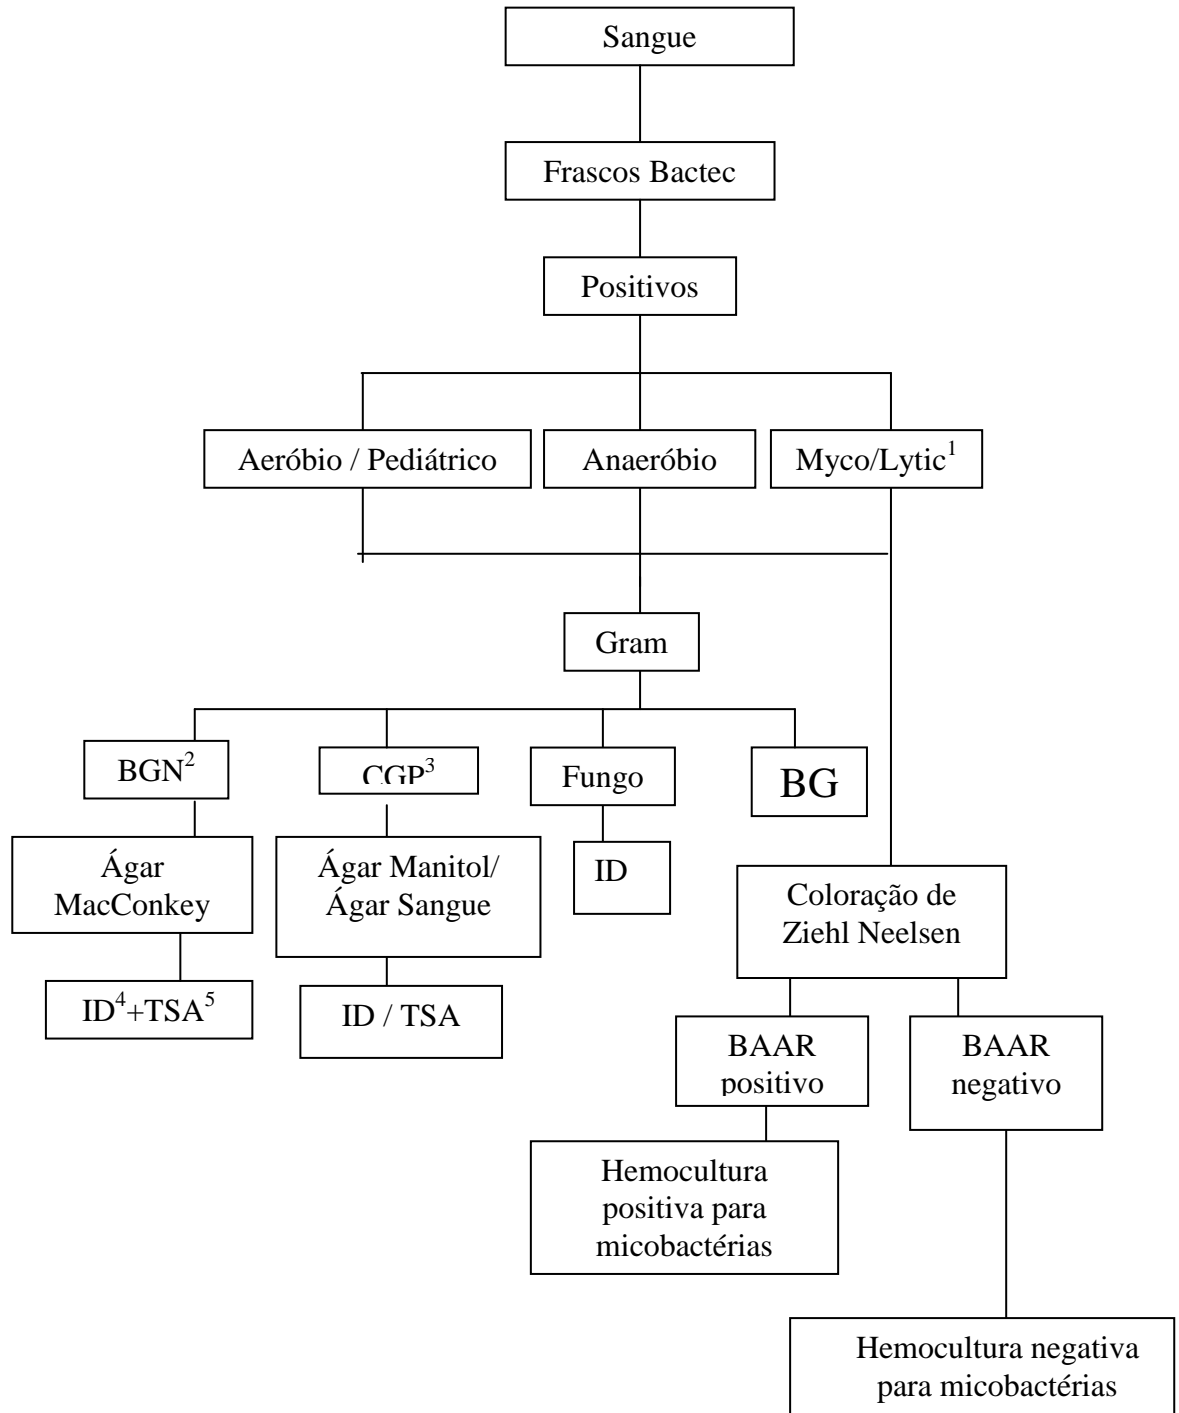 Sangue
Frascos Bactec
Positivos
Aeróbio / Pediátrico
Anaeróbio
Myco/Lytic¹
Gram
BGN²
CGP³
Fungo
BG
Ágar
MacConkey
Ágar Manitol/
Ágar Sangue
ID
Coloração de
Ziehl Neelsen
ID⁴+TSA⁵
ID / TSA
BAAR
positivo
BAAR
negativo
Hemocultura
positiva para
micobactérias
Hemocultura negativa
para micobactérias